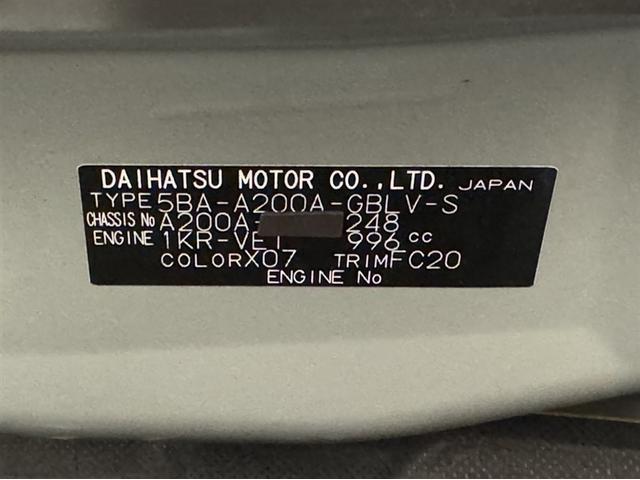 DAIHATSU MOTOR CO.,LTD. JAPAN
TYPE 5BA-A200A-GBLV-S
CHASSIS No A200A- 248
ENGINE 1KR-VET 996 cc
COLOR X07 TRIM FC20
ENGINE No